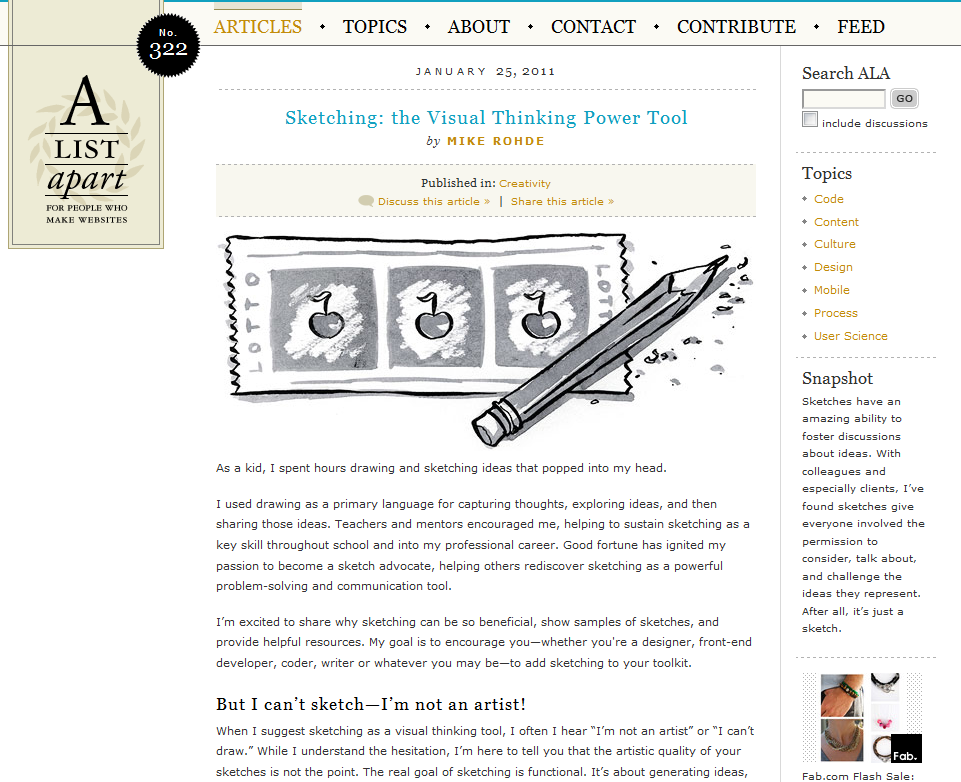 ARTICLES • TOPICS • ABOUT • CONTACT • CONTRIBUTE • FEED
No.
322
A
LIST
apart
FOR PEOPLE WHO
MAKE WEBSITES
JANUARY 25, 2011
Sketching: the Visual Thinking Power Tool
by MIKE ROHDE
Published in: Creativity
Discuss this article » | Share this article »
LOTTO
LOTT
As a kid, I spent hours drawing and sketching ideas that popped into my head.
I used drawing as a primary language for capturing thoughts, exploring ideas, and then
sharing those ideas. Teachers and mentors encouraged me, helping to sustain sketching as a
key skill throughout school and into my professional career. Good fortune has ignited my
passion to become a sketch advocate, helping others rediscover sketching as a powerful
problem-solving and communication tool.
I’m excited to share why sketching can be so beneficial, show samples of sketches, and
provide helpful resources. My goal is to encourage you—whether you're a designer, front-end
developer, coder, writer or whatever you may be—to add sketching to your toolkit.
But I can’t sketch—I’m not an artist!
When I suggest sketching as a visual thinking tool, I often I hear “I’m not an artist” or “I can’t
draw.” While I understand the hesitation, I’m here to tell you that the artistic quality of your
sketches is not the point. The real goal of sketching is functional. It’s about generating ideas,
Search ALA
GO
include discussions
Topics
Code
Content
Culture
Design
Mobile
Process
User Science
Snapshot
Sketches have an
amazing ability to
foster discussions
about ideas. With
colleagues and
especially clients, I’ve
found sketches give
everyone involved the
permission to
consider, talk about,
and challenge the
ideas they represent.
After all, it’s just a
sketch.
Fab.
Fab.com Flash Sale: